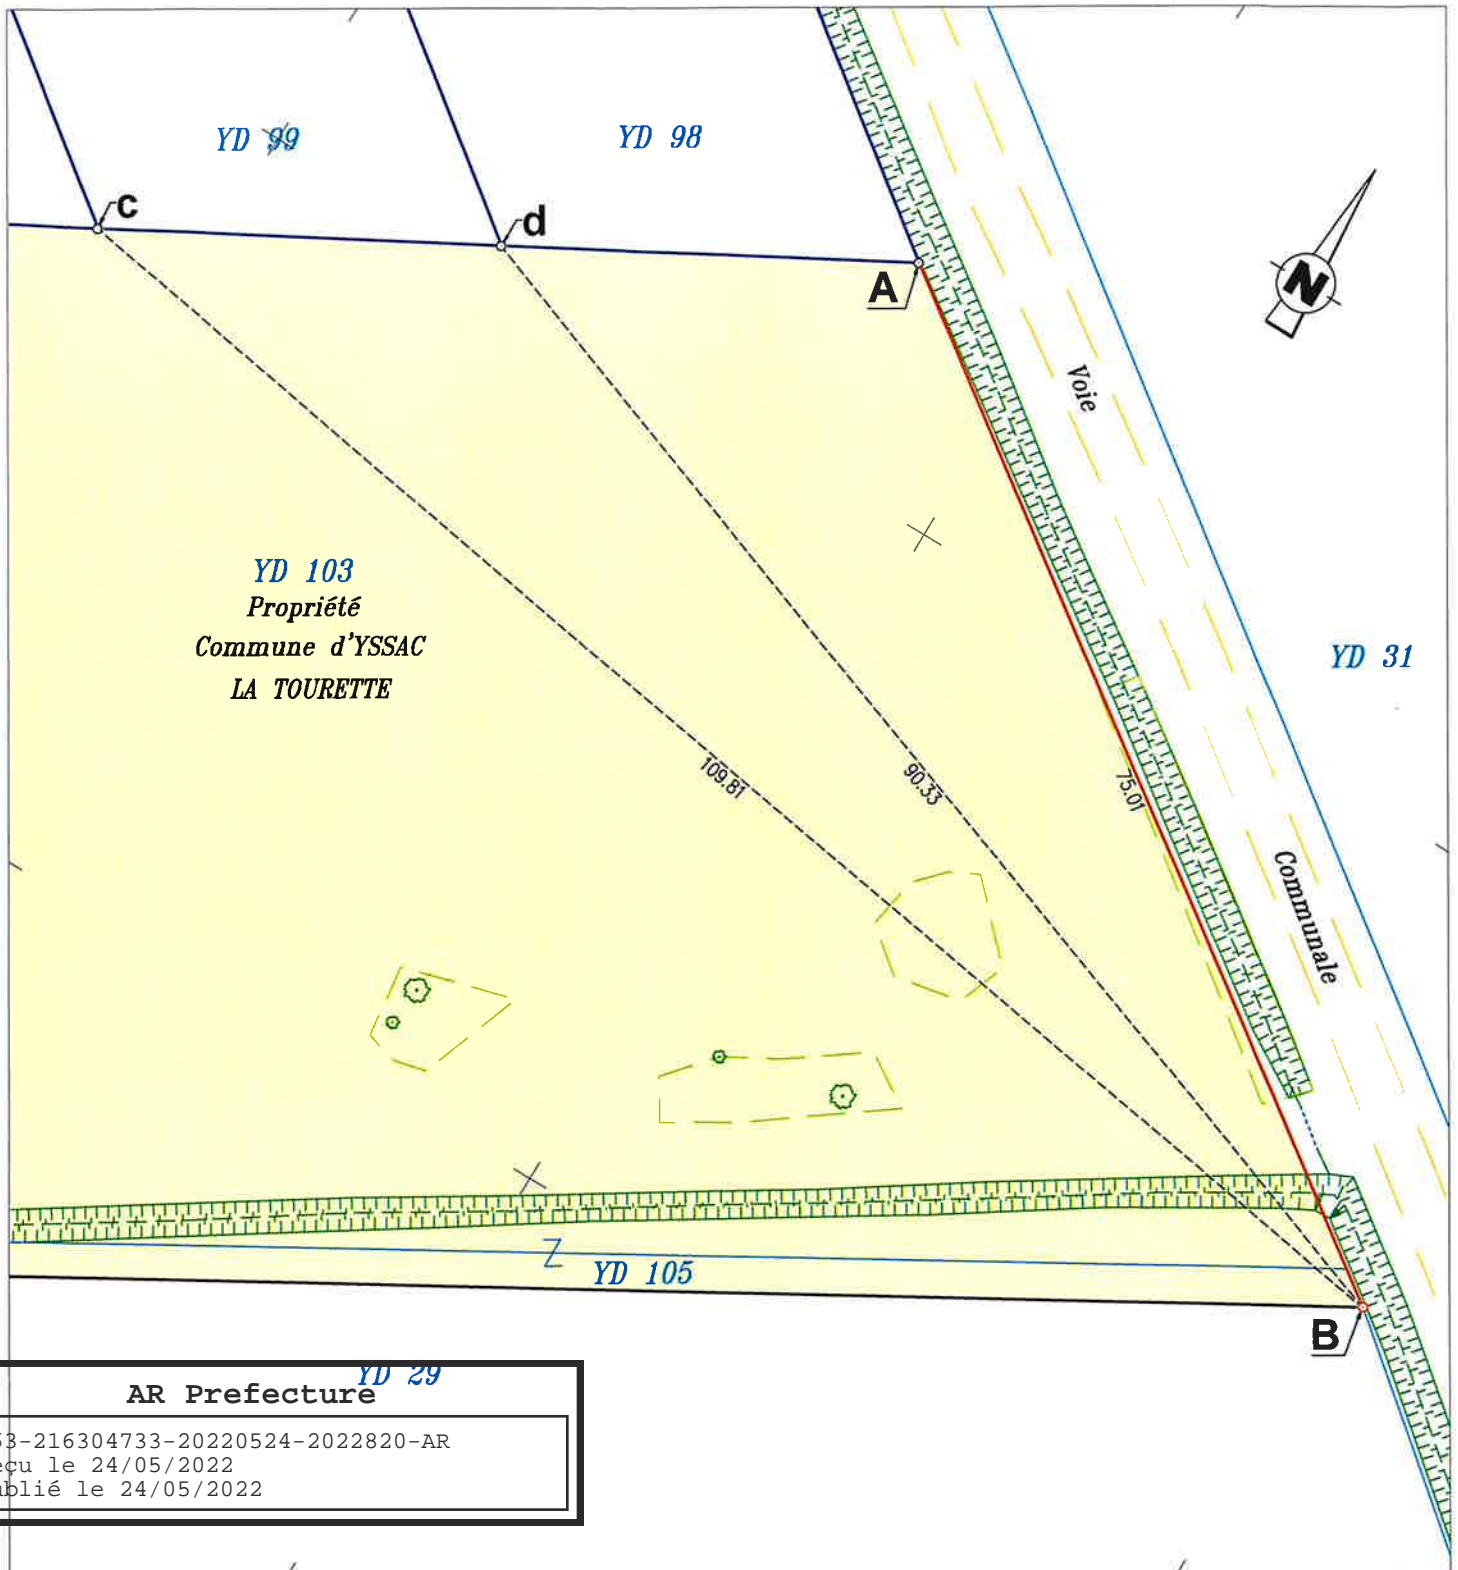 YD 99
YD 98
c
d
A
N
Voie
YD 103
Propriété
Commune d'YSSAC
LA TOURETTE
YD 31
109.81
90.33
75.01
Communale
YD 105
B
YD 29
AR Prefecture
63-216304733-20220524-2022820-AR
eçu le 24/05/2022
ublié le 24/05/2022